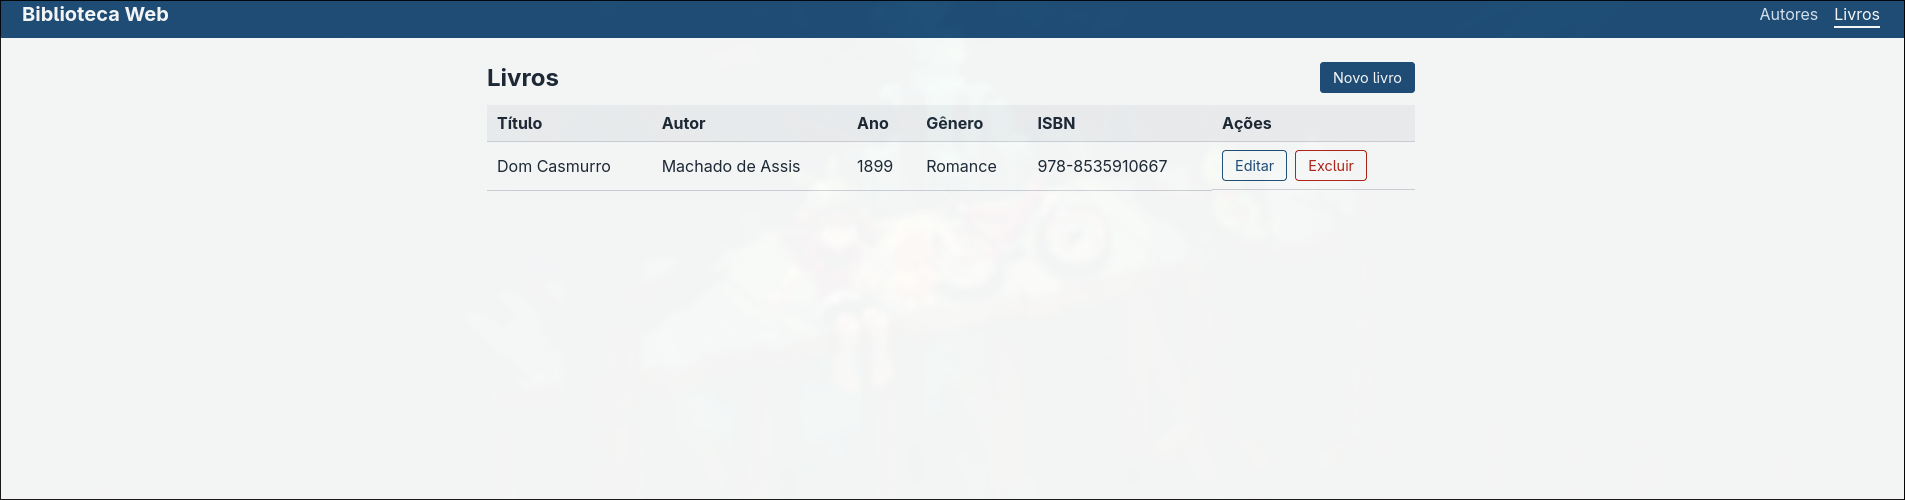 Biblioteca Web Autores Livros
Livros Novo livro
Título Autor Ano Gênero ISBN Ações
Dom Casmurro Machado de Assis 1899 Romance 978-8535910667 Editar Excluir